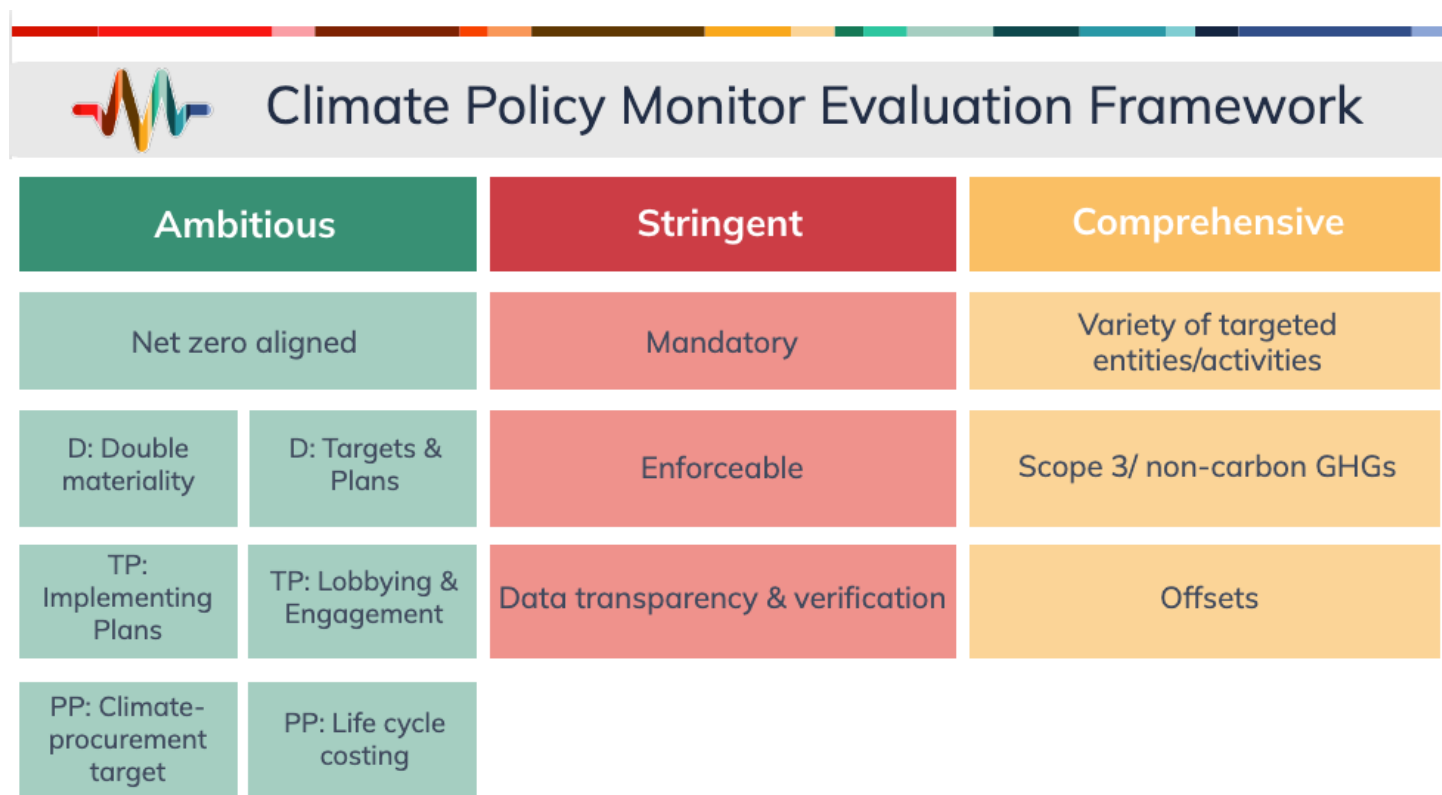 Climate Policy Monitor Evaluation Framework
Ambitious
Stringent
Comprehensive
Net zero aligned
Mandatory
Variety of targeted
entities/activities
D: Double
materiality
D: Targets &
Plans
Enforceable
Scope 3/ non-carbon GHGs
TP:
Implementing
Plans
TP: Lobbying &
Engagement
Data transparency & verification
Offsets
PP: Climate-
procurement
target
PP: Life cycle
costing